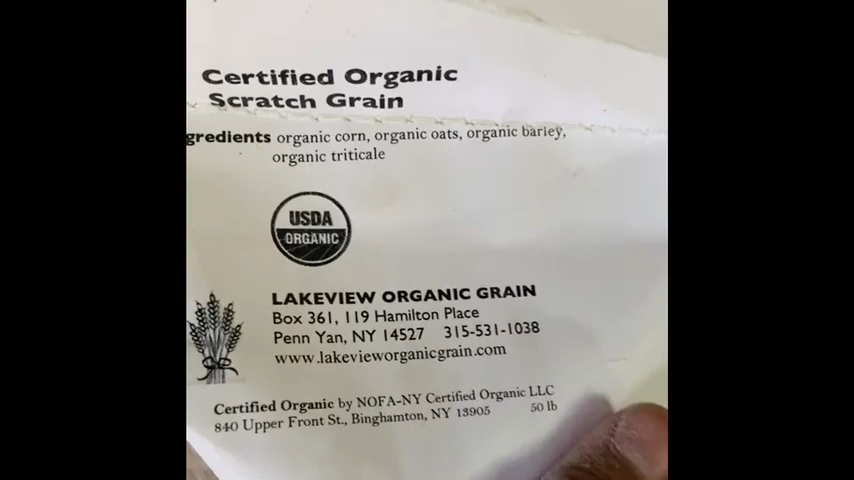 Certified Organic
Scratch Grain
gredients organic corn, organic oats, organic barley,
organic triticale
USDA
ORGANIC
LAKEVIEW ORGANIC GRAIN
Box 361, 119 Hamilton Place
Penn Yan, NY 14527 315-531-1038
www.lakevieworganicgrain.com
Certified Organic by NOFA-NY Certified Organic LLC
840 Upper Front St., Binghamton, NY 13905 50 lb